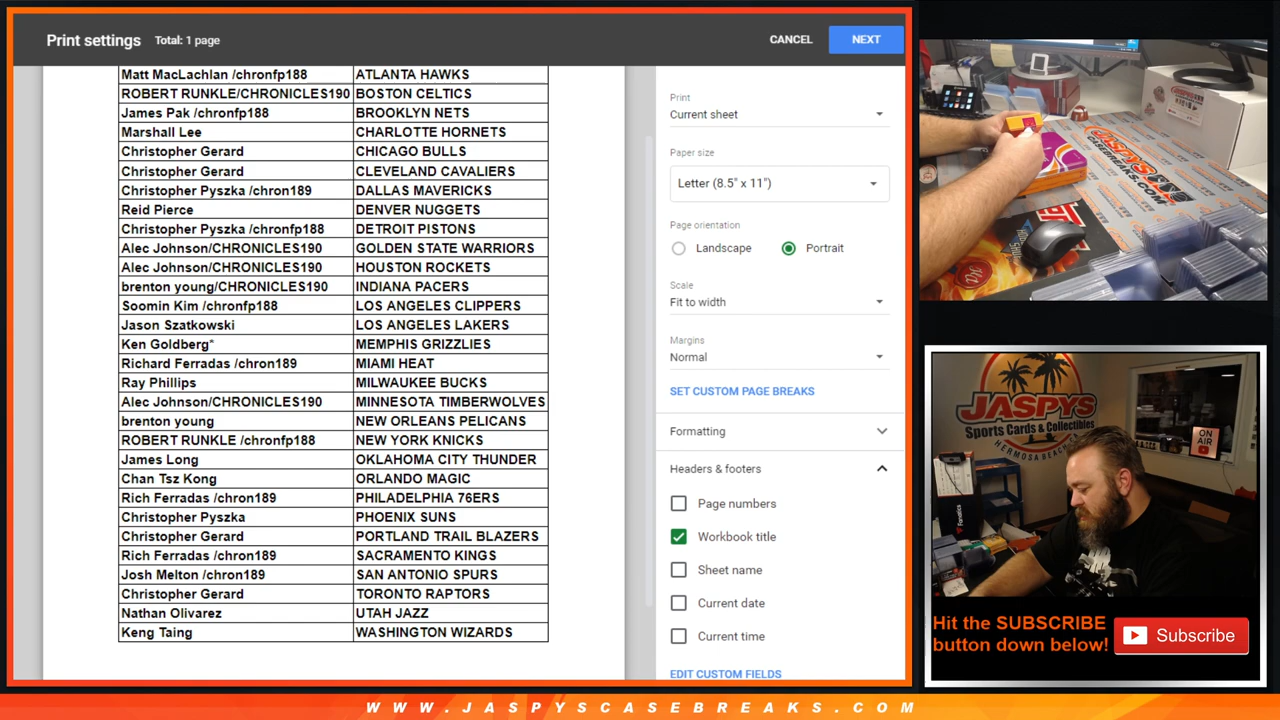 Print settings Total: 1 page
CANCEL
NEXT
Matt MacLachlan /chronfp188 ATLANTA HAWKS
ROBERT RUNKLE/CHRONICLES190 BOSTON CELTICS
James Pak /chronfp188 BROOKLYN NETS
Marshall Lee CHARLOTTE HORNETS
Christopher Gerard CHICAGO BULLS
Christopher Gerard CLEVELAND CAVALIERS
Christopher Pyszka /chron189 DALLAS MAVERICKS
Reid Pierce DENVER NUGGETS
Christopher Pyszka /chronfp188 DETROIT PISTONS
Alec Johnson/CHRONICLES190 GOLDEN STATE WARRIORS
Alec Johnson/CHRONICLES190 HOUSTON ROCKETS
brenton young/CHRONICLES190 INDIANA PACERS
Soomin Kim /chronfp188 LOS ANGELES CLIPPERS
Jason Szatkowski LOS ANGELES LAKERS
Ken Goldberg* MEMPHIS GRIZZLIES
Richard Ferradas /chron189 MIAMI HEAT
Ray Phillips MILWAUKEE BUCKS
Alec Johnson/CHRONICLES190 MINNESOTA TIMBERWOLVES
brenton young NEW ORLEANS PELICANS
ROBERT RUNKLE /chronfp188 NEW YORK KNICKS
James Long OKLAHOMA CITY THUNDER
Chan Tsz Kong ORLANDO MAGIC
Rich Ferradas /chron189 PHILADELPHIA 76ERS
Christopher Pyszka PHOENIX SUNS
Christopher Gerard PORTLAND TRAIL BLAZERS
Rich Ferradas /chron189 SACRAMENTO KINGS
Josh Melton /chron189 SAN ANTONIO SPURS
Christopher Gerard TORONTO RAPTORS
Nathan Olivarez UTAH JAZZ
Keng Taing WASHINGTON WIZARDS
Print
Current sheet
Paper size
Letter (8.5" x 11")
Page orientation
Landscape Portrait
Scale
Fit to width
Margins
Normal
SET CUSTOM PAGE BREAKS
Formatting
Headers & footers
Page numbers
Workbook title
Sheet name
Current date
Current time
EDIT CUSTOM FIELDS
JASPYS
CASEBREAKS.COM
JASPYS
Sports Cards & Collectibles
HERMOSA BEACH
ON
AIR
Fanatics
Hit the SUBSCRIBE
button down below!
Subscribe
WWW.JASPYSCASEBREAKS.COM